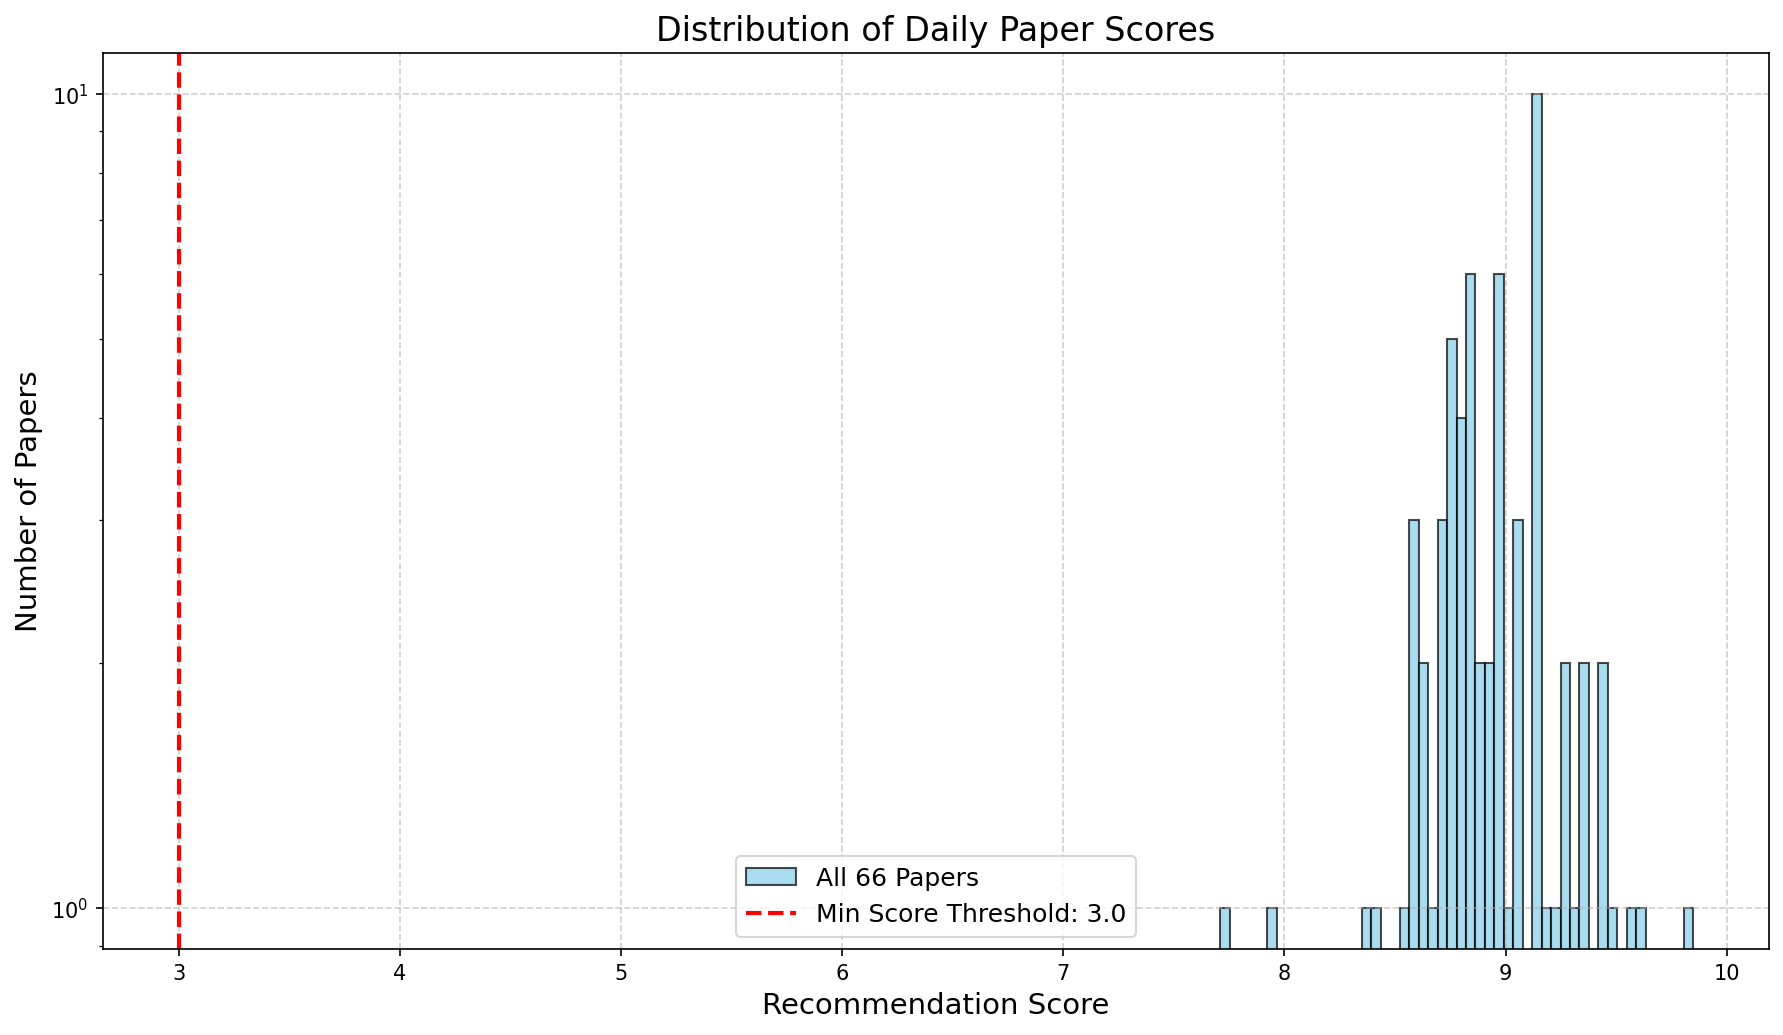 Distribution of Daily Paper Scores
Number of Papers
10¹
10⁰
3 4 5 6 7 8 9 10
Recommendation Score
All 66 Papers
Min Score Threshold: 3.0